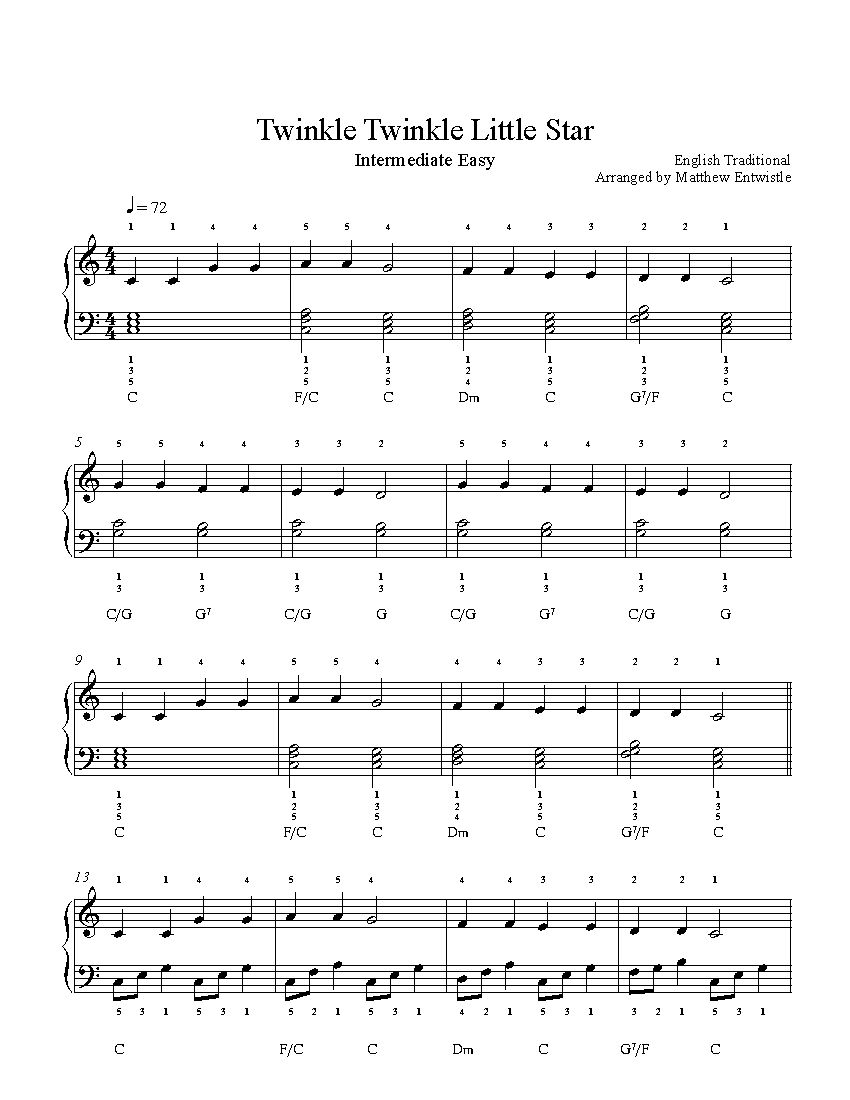 Twinkle Twinkle Little Star
Intermediate Easy
English Traditional
Arranged by Matthew Entwistle
♩= 72
1 1 4 4 5 5 4 4 4 3 3 2 2 1
4 4
4 4
1 1 1 1 1 1 1
3 2 3 2 3 2 3
5 5 5 4 5 3 5
C F/C C Dm C G7/F C
5
5 5 4 4 3 3 2 5 5 4 4 3 3 2
1 1 1 1 1 1 1 1
3 3 3 3 3 3 3 3
C/G G7 C/G G C/G G7 C/G G
9
1 1 4 4 5 5 4 4 4 3 3 2 2 1
1 1 1 1 1 1 1
3 2 3 2 3 2 3
5 5 5 4 5 3 5
C F/C C Dm C G7/F C
13
1 1 4 4 5 5 4 4 4 3 3 2 2 1
5 3 1 5 3 1 5 2 1 5 3 1 4 2 1 5 3 1 3 2 1 5 3 1
C F/C C Dm C G7/F C